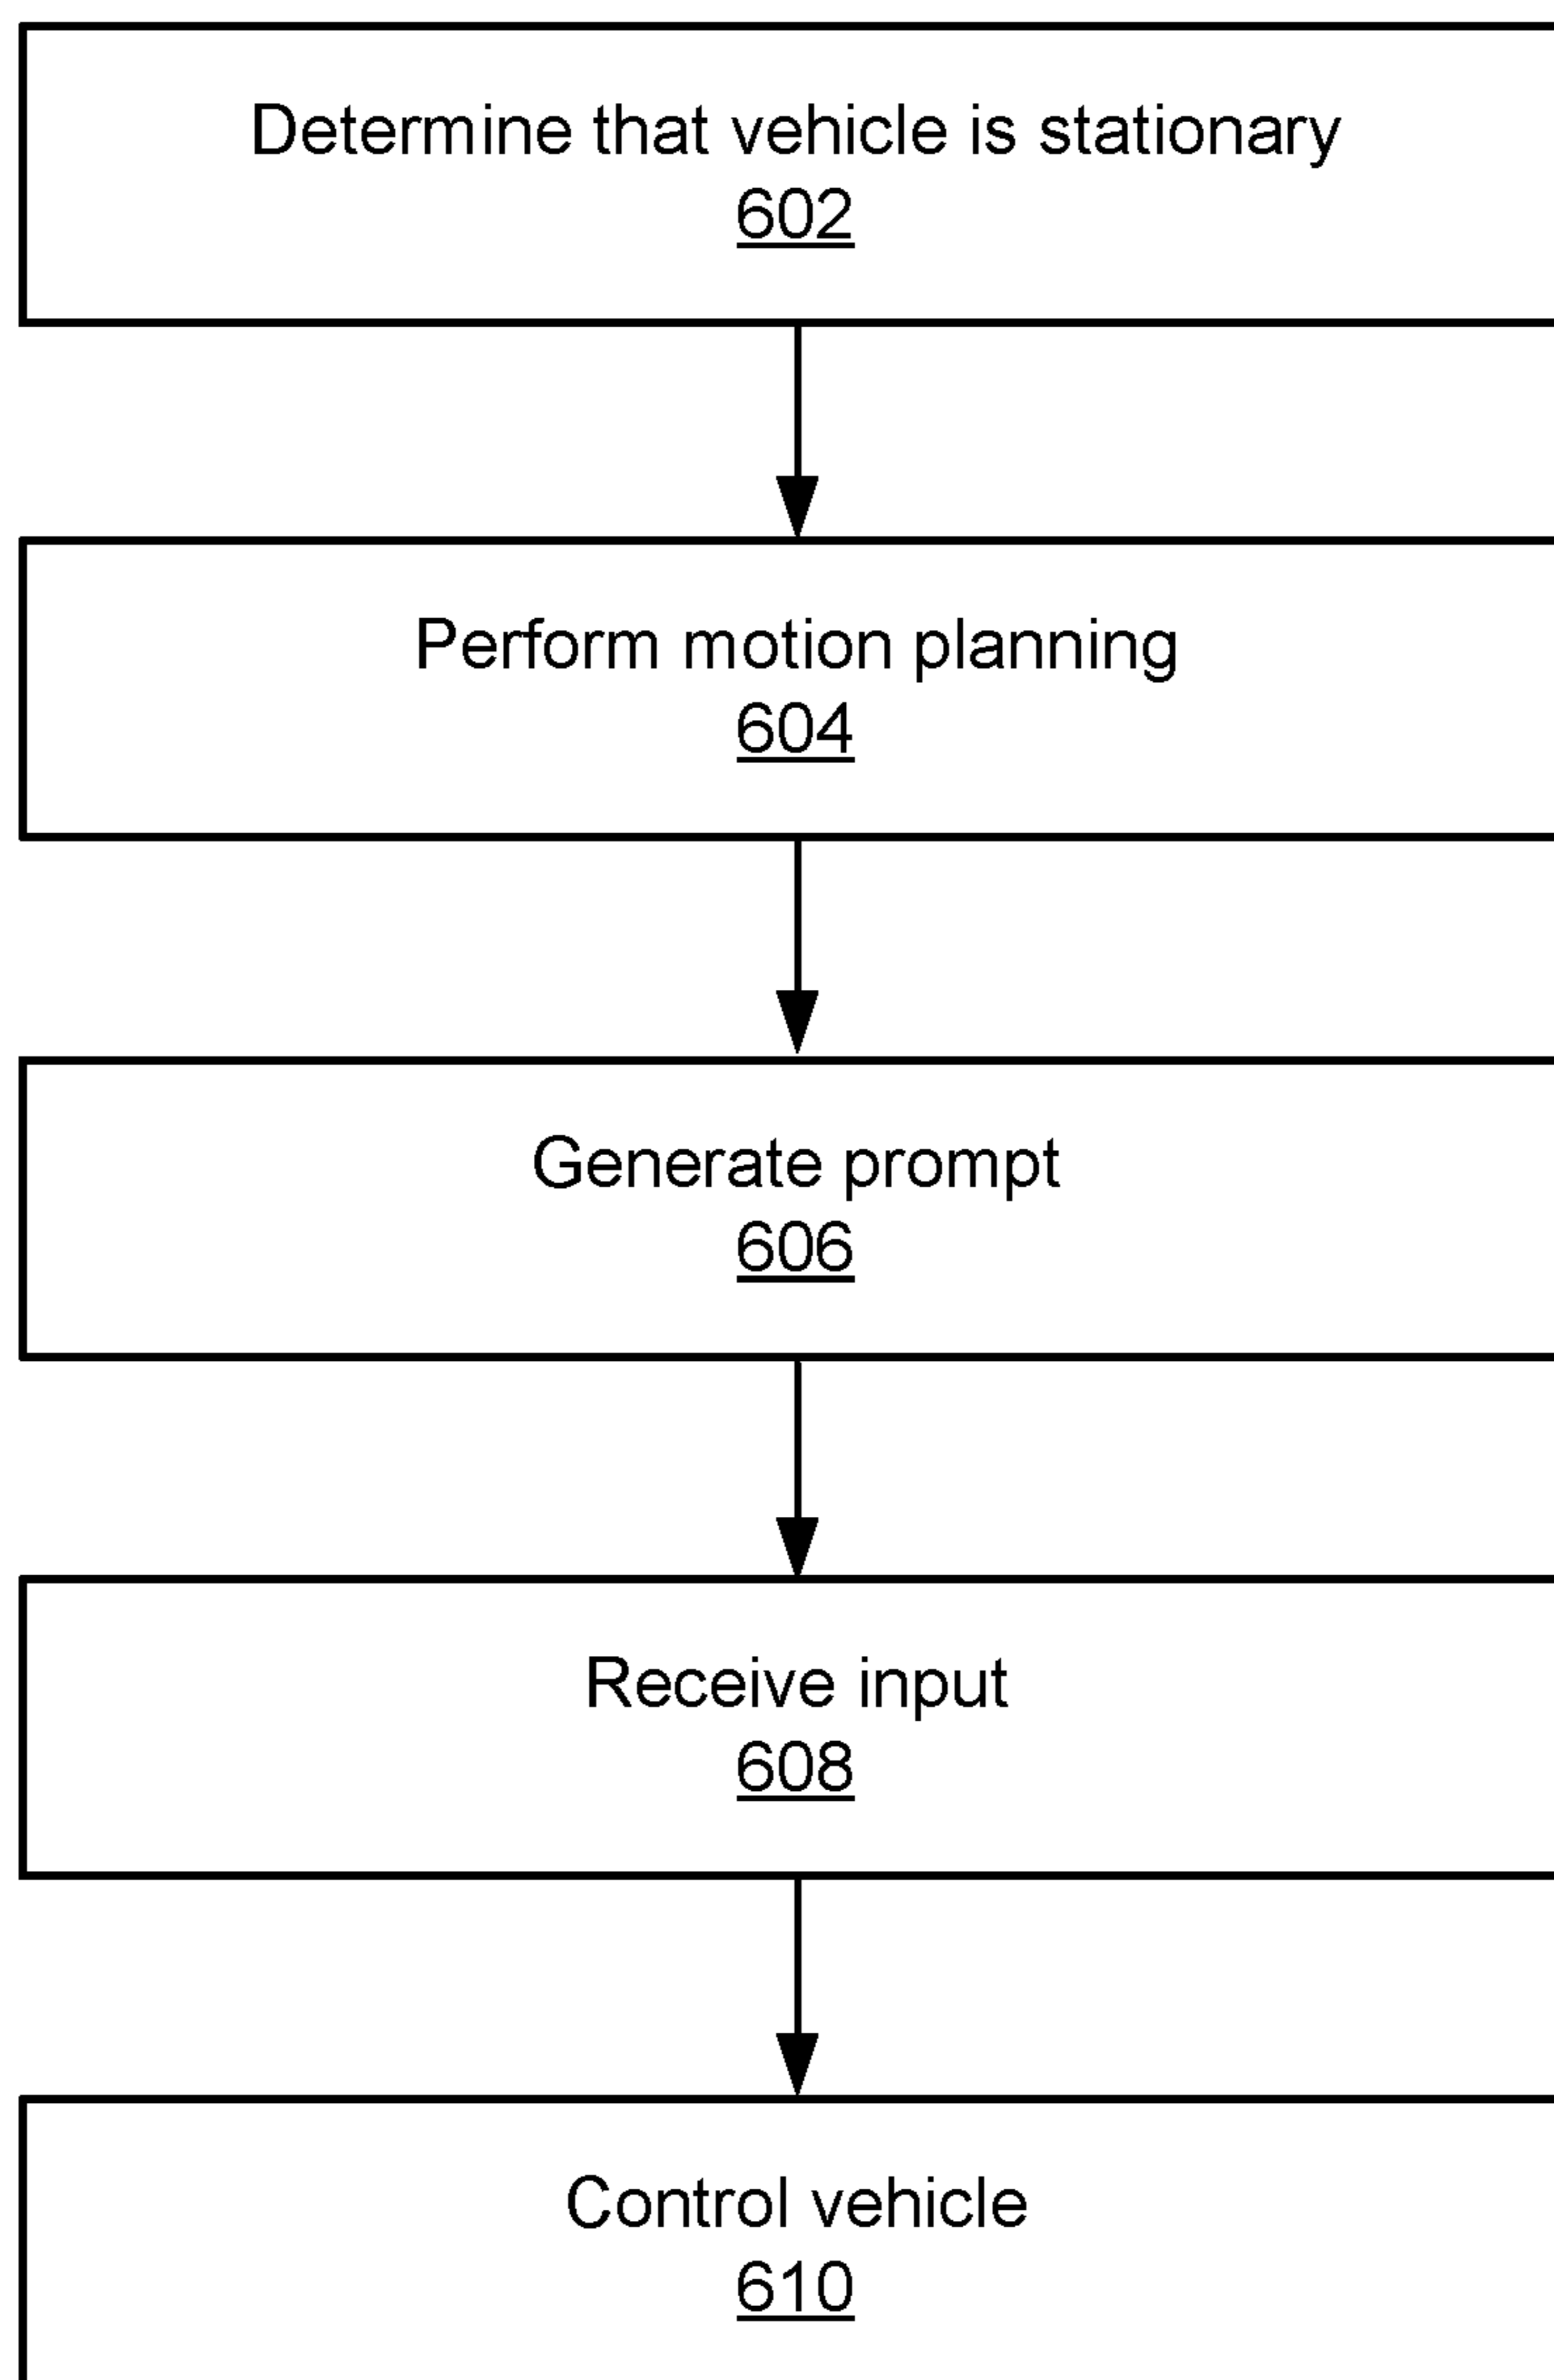 Determine that vehicle is stationary
602
Perform motion planning
604
Generate prompt
606
Receive input
608
Control vehicle
610